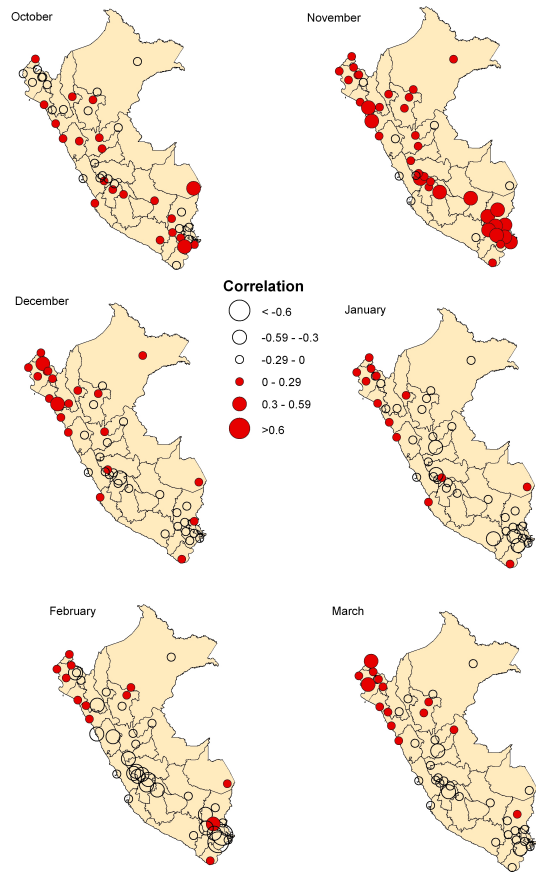 October
November
Correlation
< -0.6
-0.59 - -0.3
-0.29 - 0
0 - 0.29
0.3 - 0.59
>0.6
December
January
February
March